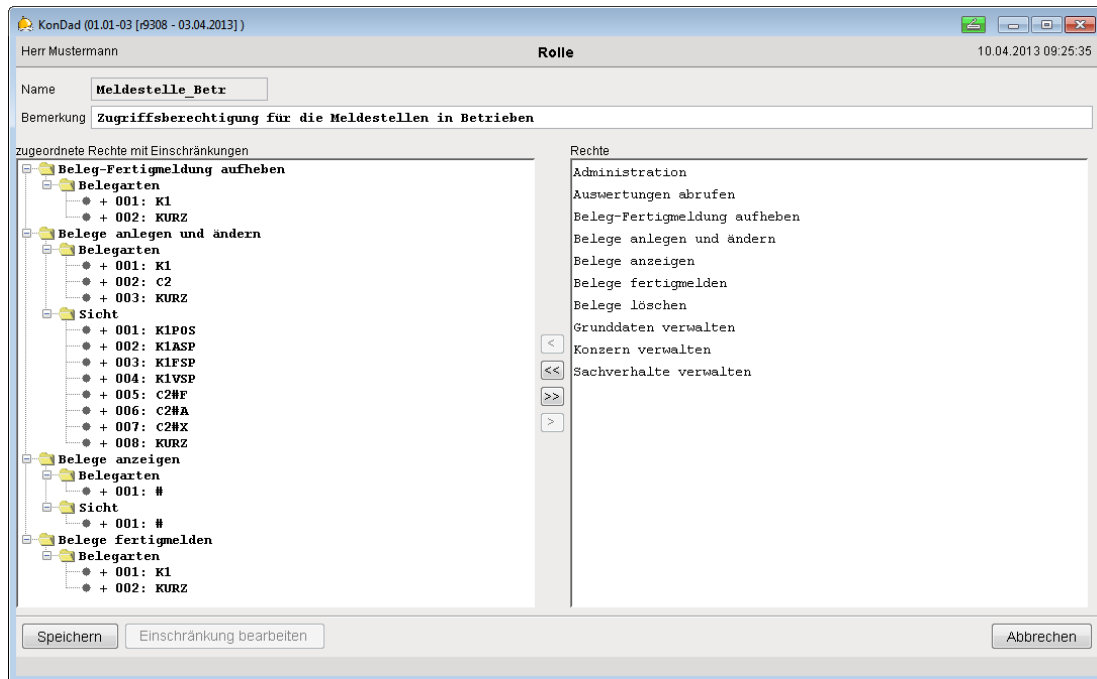 KonDad (01.01-03 [r9308 - 03.04.2013] )
Herr Mustermann Rolle 10.04.2013 09:25:35
Name Meldestelle_Betr
Bemerkung Zugriffsberechtigung für die Meldestellen in Betrieben
zugeordnete Rechte mit Einschränkungen
Beleg-Fertigmeldung aufheben
Belegarten
+ 001: K1
+ 002: KURZ
Belege anlegen und ändern
Belegarten
+ 001: K1
+ 002: C2
+ 003: KURZ
Sicht
+ 001: K1POS
+ 002: K1ASP
+ 003: K1FSP
+ 004: K1VSP
+ 005: C2#F
+ 006: C2#A
+ 007: C2#X
+ 008: KURZ
Belege anzeigen
Belegarten
+ 001: #
Sicht
+ 001: #
Belege fertigmelden
Belegarten
+ 001: K1
+ 002: KURZ
<
<<
>>
>
Rechte
Administration
Auswertungen abrufen
Beleg-Fertigmeldung aufheben
Belege anlegen und ändern
Belege anzeigen
Belege fertigmelden
Belege löschen
Grunddaten verwalten
Konzern verwalten
Sachverhalte verwalten
Speichern Einschränkung bearbeiten Abbrechen